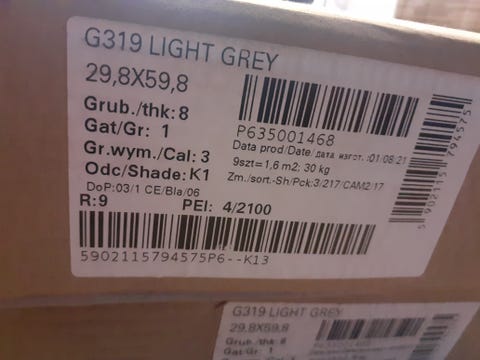 G319 LIGHT GREY
29,8X59,8
Grub./thk: 8
Gat/Gr: 1
Gr.wym./Cal: 3
Odc/Shade: K1
DoP:03/1 CE/Bla/06
R: 9 PEI: 4/2100
P635001468
Data prod/Date/дата изгот. :01/08/21
9szt=1,6 m2; 30 kg
Zm./sort.-Sh/Pck:3/217/CAM2/17
5902115794575P6--K13
5902115 794575
G319 LIGHT GREY
29,8X59,8
Grub./thk: 8
Gat/Gr: 1